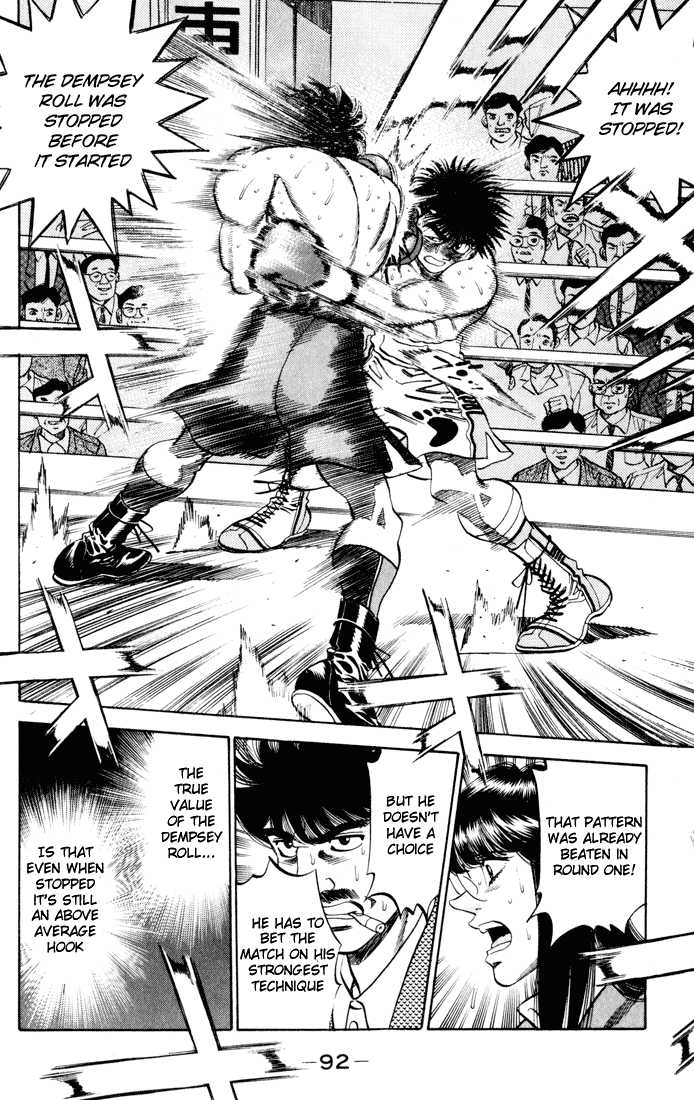 AHHHH!
IT WAS
STOPPED!
THE DEMPSEY
ROLL WAS
STOPPED
BEFORE
IT STARTED
THAT PATTERN
WAS ALREADY
BEATEN IN
ROUND ONE!
BUT HE
DOESN'T
HAVE A
CHOICE
HE HAS TO
BET THE
MATCH ON HIS
STRONGEST
TECHNIQUE
THE
TRUE
VALUE
OF THE
DEMPSEY
ROLL...
IS THAT
EVEN WHEN
STOPPED
IT'S STILL
AN ABOVE
AVERAGE
HOOK
-92-